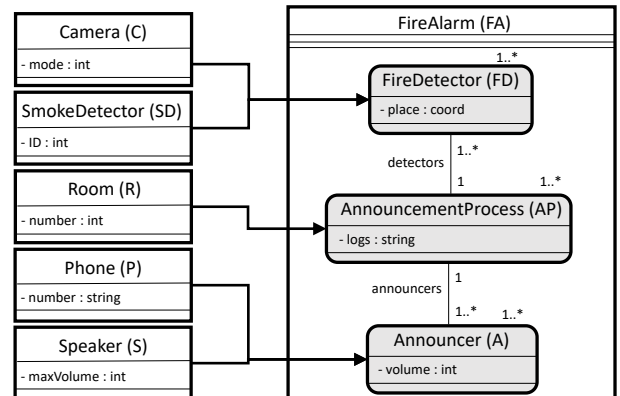 Camera (C)
- mode : int
SmokeDetector (SD)
- ID : int
Room (R)
- number : int
Phone (P)
- number : string
Speaker (S)
- maxVolume : int
FireAlarm (FA)
1..*
FireDetector (FD)
- place : coord
1..*
detectors
1
1..*
AnnouncementProcess (AP)
- logs : string
1
announcers
1..*
1..*
Announcer (A)
- volume : int